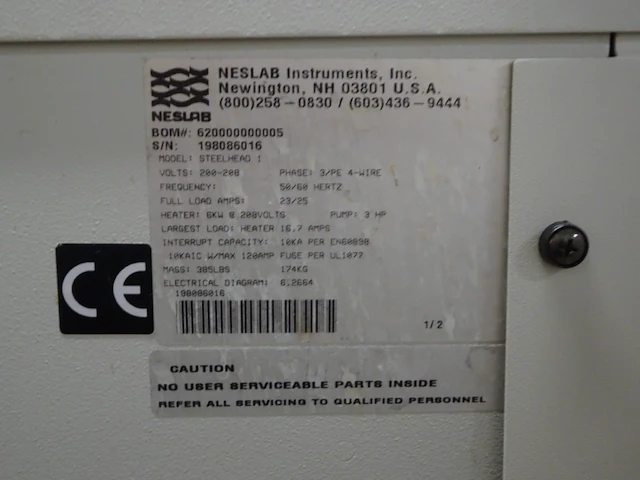 NESLAB Instruments, Inc.
Newington, NH 03801 U.S.A.
(800)258-0830 / (603)436-9444
NESLAB
BOM#: 620000000005
S/N: 198086016
MODEL: STEELHEAD 1
VOLTS: 200-208 PHASE: 3/PE 4-WIRE
FREQUENCY: 50/60 HERTZ
FULL LOAD AMPS: 23/25
HEATER: 6KW @ 208VOLTS PUMP: 3 HP
LARGEST LOAD: HEATER 16.7 AMPS
INTERRUPT CAPACITY: 10KA PER EN60898
10KAIC W/MAX 120AMP FUSE PER UL1077
MASS: 385LBS 174KG
ELECTRICAL DIAGRAM: 6,2664
198086016
1/2
CE
CAUTION
NO USER SERVICEABLE PARTS INSIDE
REFER ALL SERVICING TO QUALIFIED PERSONNEL